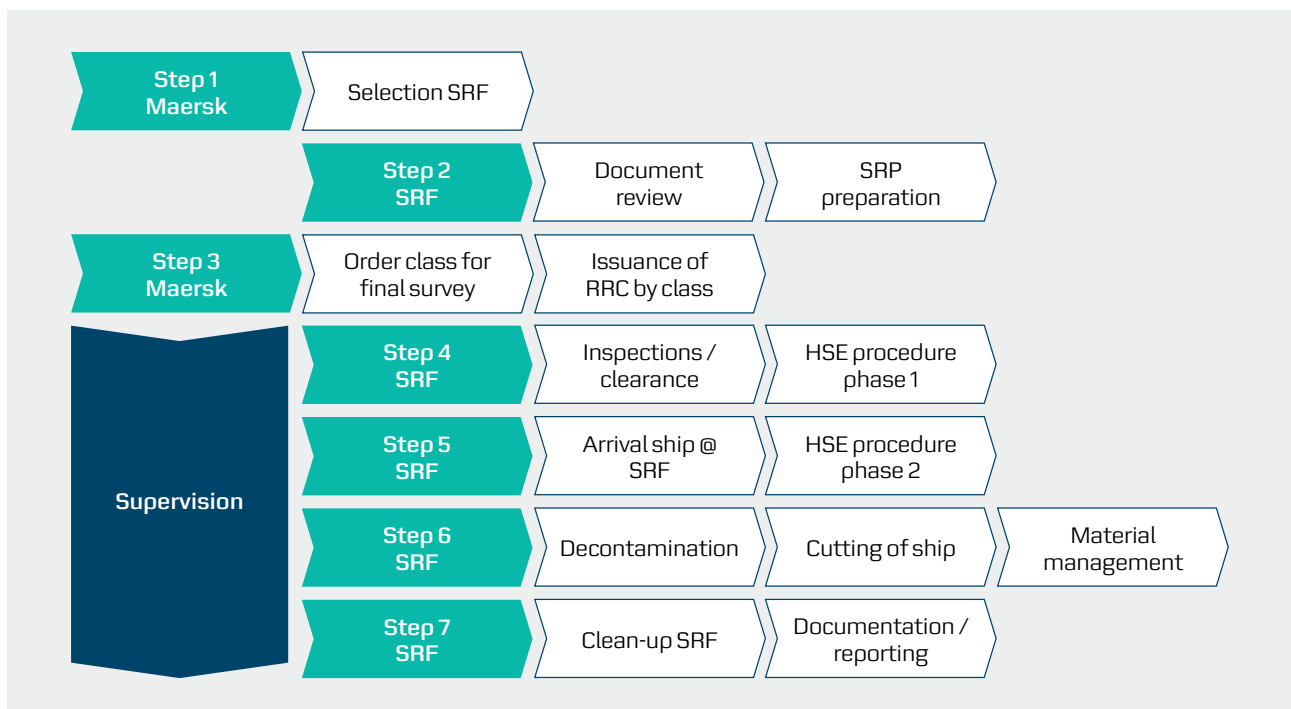 Step 1
Maersk
Selection SRF
Step 2
SRF
Document
review
SRP
preparation
Step 3
Maersk
Order class for
final survey
Issuance of
RRC by class
Supervision
Step 4
SRF
Inspections /
clearance
HSE procedure
phase 1
Step 5
SRF
Arrival ship @
SRF
HSE procedure
phase 2
Step 6
SRF
Decontamination
Cutting of ship
Material
management
Step 7
SRF
Clean-up SRF
Documentation /
reporting